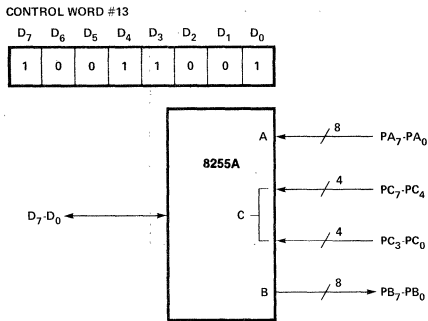 CONTROL WORD #13
D7 D6 D5 D4 D3 D2 D1 D0
1 0 0 1 1 0 0 1
A 8 PA7-PA0
8255A
4 PC7-PC4
D7-D0 C
4 PC3-PC0
B 8 PB7-PB0